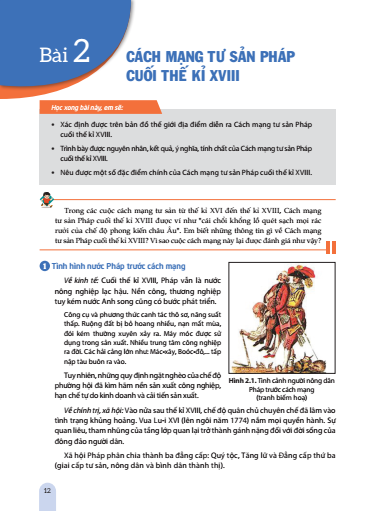 Bài 2
CÁCH MẠNG TƯ SẢN PHÁP
CUỐI THẾ KỈ XVIII
Học xong bài này, em sẽ:
• Xác định được trên bản đồ thế giới địa điểm diễn ra Cách mạng tư sản Pháp
cuối thế kỉ XVIII.
• Trình bày được nguyên nhân, kết quả, ý nghĩa, tính chất của Cách mạng tư sản Pháp
cuối thế kỉ XVIII.
• Nêu được một số đặc điểm chính của Cách mạng tư sản Pháp cuối thế kỉ XVIII.
Trong các cuộc cách mạng tư sản từ thế kỉ XVI đến thế kỉ XVIII, Cách mạng
tư sản Pháp cuối thế kỉ XVIII được ví như "cái chổi khổng lồ quét sạch mọi rác
rưởi của chế độ phong kiến châu Âu". Em biết những thông tin gì về Cách mạng
tư sản Pháp cuối thế kỉ XVIII? Vì sao cuộc cách mạng này lại được đánh giá như vậy?
1 Tình hình nước Pháp trước cách mạng
Về kinh tế: Cuối thế kỉ XVIII, Pháp vẫn là nước
nông nghiệp lạc hậu. Nền công, thương nghiệp
tuy kém nước Anh song cũng có bước phát triển.
Công cụ và phương thức canh tác thô sơ, năng suất
thấp. Ruộng đất bị bỏ hoang nhiều, nạn mất mùa,
đói kém thường xuyên xảy ra. Máy móc được sử
dụng trong sản xuất. Nhiều trung tâm công nghiệp
ra đời. Các hải cảng lớn như: Mác-xây, Boóc-đô,... tấp
nập tàu buôn ra vào.
Tuy nhiên, những quy định ngặt nghèo của chế độ
phường hội đã kìm hãm nền sản xuất công nghiệp,
hạn chế tự do kinh doanh và cải tiến sản xuất.
Hình 2.1. Tình cảnh người nông dân
Pháp trước cách mạng
(tranh biếm hoạ)
Về chính trị, xã hội: Vào nửa sau thế kỉ XVIII, chế độ quân chủ chuyên chế đã lâm vào
tình trạng khủng hoảng. Vua Lu-i XVI (lên ngôi năm 1774) nắm mọi quyền hành. Sự
quan liêu, tham nhũng của tầng lớp quan lại trở thành gánh nặng đối với đời sống của
đông đảo người dân.
Xã hội Pháp phân chia thành ba đẳng cấp: Quý tộc, Tăng lữ và Đẳng cấp thứ ba
(giai cấp tư sản, nông dân và bình dân thành thị).
12